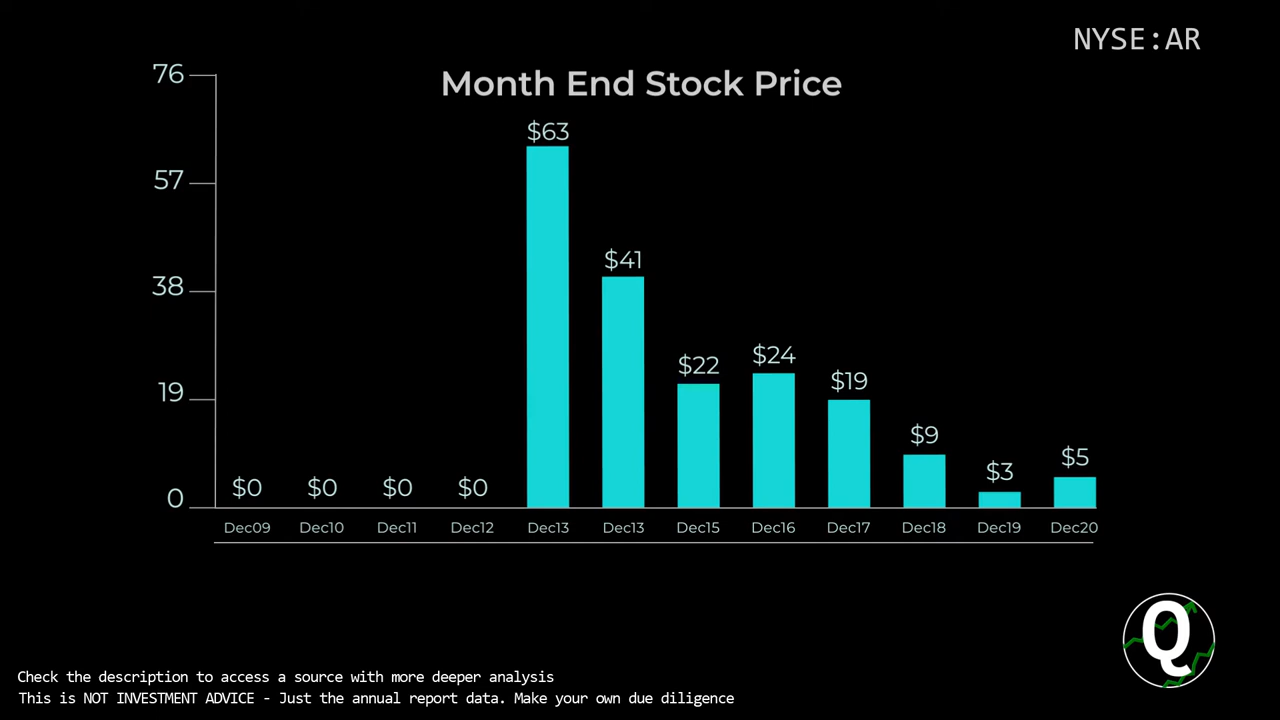 NYSE:AR
Month End Stock Price
76
57
38
19
0
$0
$0
$0
$0
$63
$41
$22
$24
$19
$9
$3
$5
Dec09 Dec10 Dec11 Dec12 Dec13 Dec13 Dec15 Dec16 Dec17 Dec18 Dec19 Dec20
Q
Check the description to access a source with more deeper analysis
This is NOT INVESTMENT ADVICE - Just the annual report data. Make your own due diligence